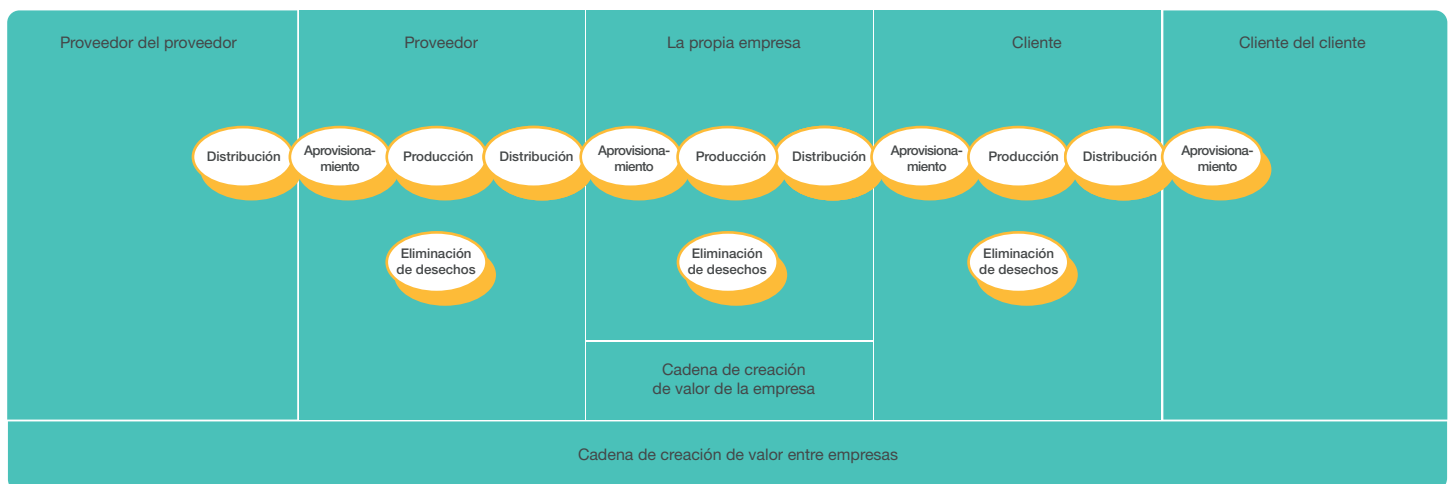 Proveedor del proveedor
Proveedor
La propia empresa
Cliente
Cliente del cliente
Distribución
Aprovisiona-
miento
Producción
Distribución
Aprovisiona-
miento
Producción
Distribución
Aprovisiona-
miento
Producción
Distribución
Aprovisiona-
miento
Eliminación
de desechos
Eliminación
de desechos
Eliminación
de desechos
Cadena de creación
de valor de la empresa
Cadena de creación de valor entre empresas